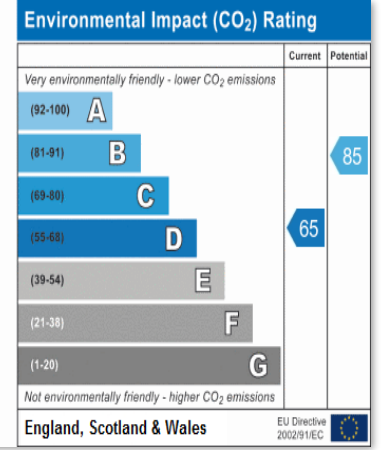 Environmental Impact (CO₂) Rating
Current Potential
Very environmentally friendly - lower CO₂ emissions
(92-100) A
(81-91) B
85
(69-80) C
(55-68) D
65
(39-54) E
(21-38) F
(1-20) G
Not environmentally friendly - higher CO₂ emissions
England, Scotland & Wales
EU Directive
2002/91/EC